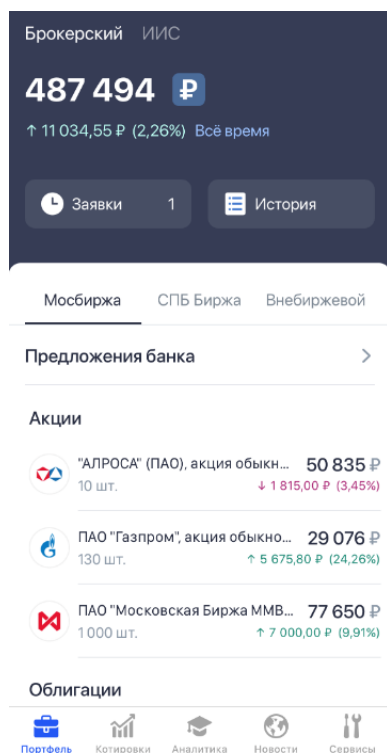 Брокерский ИИС
487 494 ₽
↑ 11 034,55 ₽ (2,26%) Всё время
Заявки 1 История
Мосбиржа СПБ Биржа Внебиржевой
Предложения банка
Акции
"АЛРОСА" (ПАО), акция обыкн... 50 835 ₽
10 шт. ↓ 1 815,00 ₽ (3,45%)
ПАО "Газпром", акция обыкно... 29 076 ₽
130 шт. ↑ 5 675,80 ₽ (24,26%)
ПАО "Московская Биржа ММВ... 77 650 ₽
1 000 шт. ↑ 7 000,00 ₽ (9,91%)
Облигации
Портфель Котировки Аналитика Новости Сервисы